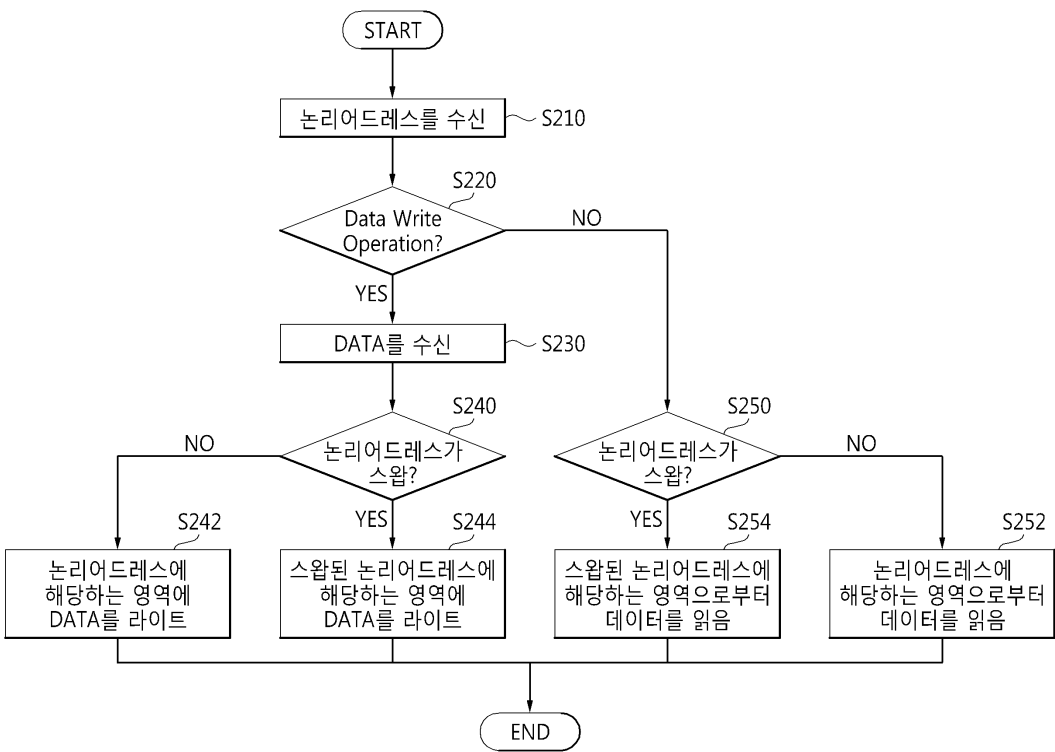 START
논리어드레스를 수신
S210
S220
Data Write
Operation?
NO
YES
DATA를 수신
S230
S240
논리어드레스가
스왑?
NO
YES
S250
논리어드레스가
스왑?
YES
NO
S242
논리어드레스에
해당하는 영역에
DATA를 라이트
S244
스왑된 논리어드레스에
해당하는 영역에
DATA를 라이트
S254
스왑된 논리어드레스에
해당하는 영역으로부터
데이터를 읽음
S252
논리어드레스에
해당하는 영역으로부터
데이터를 읽음
END